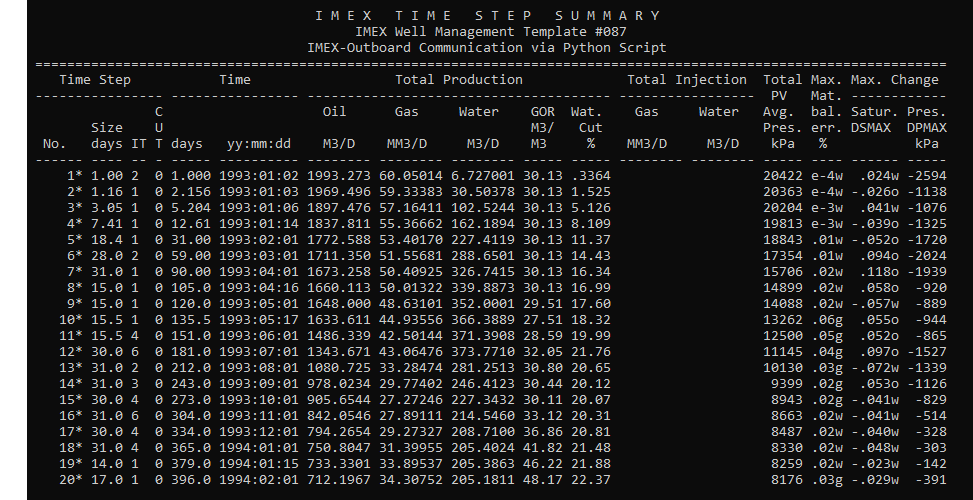 I M E X   T I M E   S T E P   S U M M A R Y
IMEX Well Management Template #087
IMEX-Outboard Communication via Python Script
==================================================================================================================
Time Step Time Total Production Total Injection Total Max. Max. Change
---------------- ---------------- ----------------------------------- ----------------- PV Mat. ------------
C Oil Gas Water GOR Wat. Gas Water Avg. bal. Satur. Pres.
Size U M3/ Cut Pres. err. DSMAX DPMAX
No. days IT T days yy:mm:dd M3/D MM3/D M3/D M3 % MM3/D M3/D kPa % kPa
------ ---- -- - ----- ---------- -------- -------- -------- ----- ----- -------- -------- ----- ---- ------ -----
1* 1.00 2 0 1.000 1993:01:02 1993.273 60.05014 6.727001 30.13 .3364 20422 e-4w .024w -2594
2* 1.16 1 0 2.156 1993:01:03 1969.496 59.33383 30.50378 30.13 1.525 20363 e-4w -.026o -1138
3* 3.05 1 0 5.204 1993:01:06 1897.476 57.16411 102.5244 30.13 5.126 20204 e-3w .041w -1076
4* 7.41 1 0 12.61 1993:01:14 1837.811 55.36662 162.1894 30.13 8.109 19813 e-3w -.039o -1325
5* 18.4 1 0 31.00 1993:02:01 1772.588 53.40170 227.4119 30.13 11.37 18843 .01w -.052o -1720
6* 28.0 2 0 59.00 1993:03:01 1711.350 51.55681 288.6501 30.13 14.43 17354 .01w .094o -2024
7* 31.0 1 0 90.00 1993:04:01 1673.258 50.40925 326.7415 30.13 16.34 15706 .02w .118o -1939
8* 15.0 1 0 105.0 1993:04:16 1660.113 50.01322 339.8873 30.13 16.99 14899 .02w .058o -920
9* 15.0 1 0 120.0 1993:05:01 1648.000 48.63101 352.0001 29.51 17.60 14088 .02w -.057w -889
10* 15.5 1 0 135.5 1993:05:17 1633.611 44.93556 366.3889 27.51 18.32 13262 .06g .055o -944
11* 15.5 4 0 151.0 1993:06:01 1486.339 42.50144 371.3908 28.59 19.99 12500 .05g .052o -865
12* 30.0 6 0 181.0 1993:07:01 1343.671 43.06476 373.7710 32.05 21.76 11145 .04g .097o -1527
13* 31.0 2 0 212.0 1993:08:01 1080.725 33.28474 281.2513 30.80 20.65 10130 .03g -.072w -1339
14* 31.0 3 0 243.0 1993:09:01 978.0234 29.77402 246.4123 30.44 20.12 9399 .02g .053o -1126
15* 30.0 4 0 273.0 1993:10:01 905.6544 27.27246 227.3432 30.11 20.07 8943 .02g -.041w -829
16* 31.0 6 0 304.0 1993:11:01 842.0546 27.89111 214.5460 33.12 20.31 8663 .02w -.041w -514
17* 30.0 4 0 334.0 1993:12:01 794.2654 29.27327 208.7100 36.86 20.81 8487 .02w -.040w -328
18* 31.0 4 0 365.0 1994:01:01 750.8047 31.39955 205.4024 41.82 21.48 8330 .02w -.048w -303
19* 14.0 1 0 379.0 1994:01:15 733.3301 33.89537 205.3863 46.22 21.88 8259 .02w -.023w -142
20* 17.0 1 0 396.0 1994:02:01 712.1967 34.30752 205.1811 48.17 22.37 8176 .03g -.029w -391